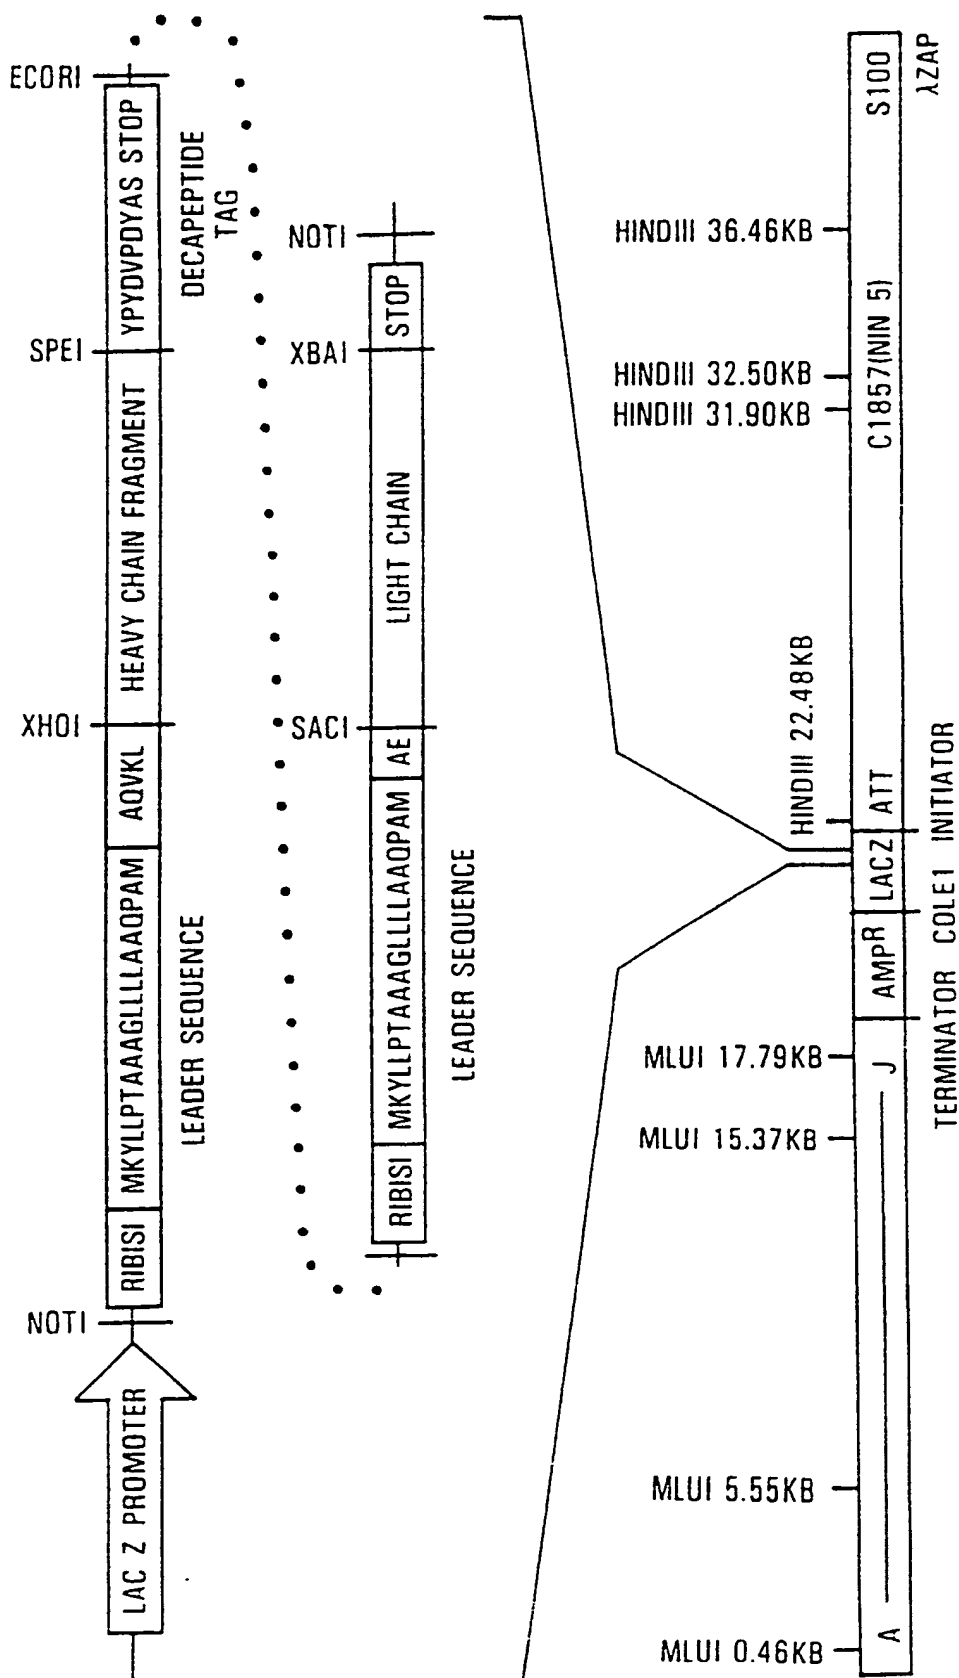 ECORI
YPYDVPDYAS STOP
DECAPEPTIDE
TAG
SPEI
HEAVY CHAIN FRAGMENT
XHOI
AQVKL
MKYLLPTAAAGLLLLAAQPAM
LEADER SEQUENCE
RIBISI
NOTI
LAC Z PROMOTER
NOTI
STOP
XBAI
LIGHT CHAIN
SACI
AE
MKYLLPTAAAGLLLLAAQPAM
LEADER SEQUENCE
RIBISI
S100
λZAP
HINDIII 36.46KB
C1857(NIN 5)
HINDIII 32.50KB
HINDIII 31.90KB
HINDIII 22.48KB
ATT
LACZ
AMPR
TERMINATOR COLE1 INITIATOR
MLUI 17.79KB
J
MLUI 15.37KB
MLUI 5.55KB
A
MLUI 0.46KB